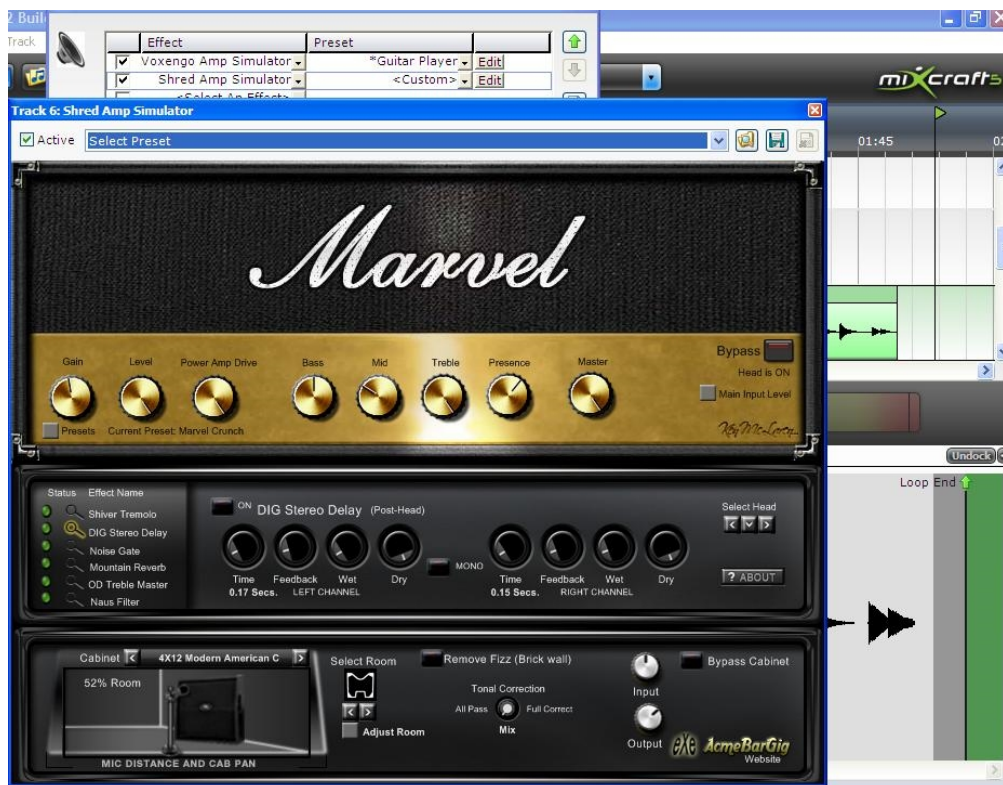 2 Buil
Track
Effect Preset
Voxengo Amp Simulator *Guitar Player Edit
Shred Amp Simulator <Custom> Edit
<Select An Effect>
mixcraft5
Track 6: Shred Amp Simulator
Active Select Preset
01:45 02
Marvel
Gain Level Power Amp Drive Bass Mid Treble Presence Master
Bypass
Head is ON
Main Input Level
Presets Current Preset: Marvel Crunch
Undock
Loop End
Status Effect Name
Shiver Tremolo
DIG Stereo Delay
Noise Gate
Mountain Reverb
OD Treble Master
Naus Filter
ON DIG Stereo Delay (Post-Head)
Time Feedback Wet Dry
0.17 Secs. LEFT CHANNEL
MONO
Time Feedback Wet Dry
0.15 Secs. RIGHT CHANNEL
Select Head
? ABOUT
Cabinet 4X12 Modern American C
52% Room
MIC DISTANCE AND CAB PAN
Select Room
Adjust Room
Remove Fizz (Brick wall)
Tonal Correction
All Pass Full Correct
Mix
Input
Output
Bypass Cabinet
AcmeBarGig
Website